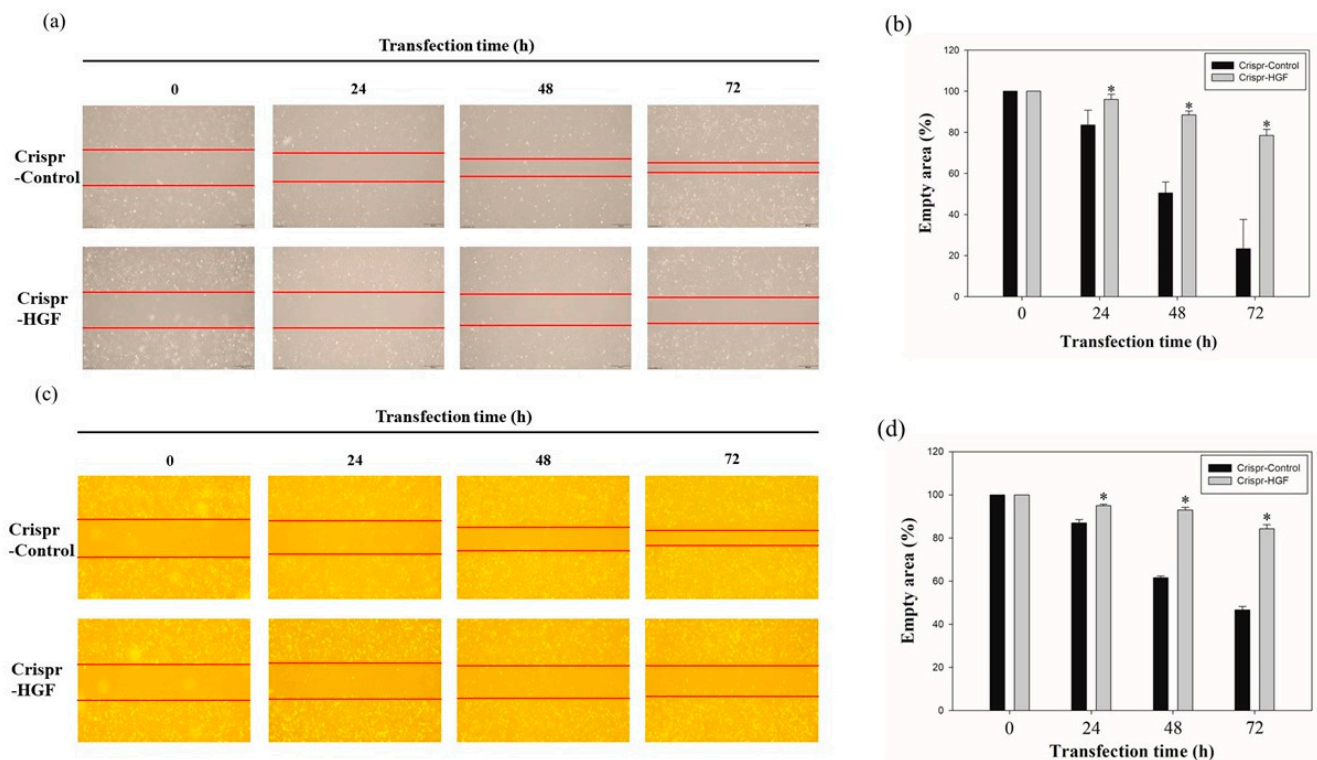 (a)
Transfection time (h)
0 24 48 72
Crispr
-Control
Crispr
-HGF
(b)
120
100
80
60
40
20
0
Empty area (%)
Crispr-Control
Crispr-HGF
* * *
0 24 48 72
Transfection time (h)
(c)
Transfection time (h)
0 24 48 72
Crispr
-Control
Crispr
-HGF
(d)
120
100
80
60
40
20
0
Empty area (%)
Crispr-Control
Crispr-HGF
* * *
0 24 48 72
Transfection time (h)